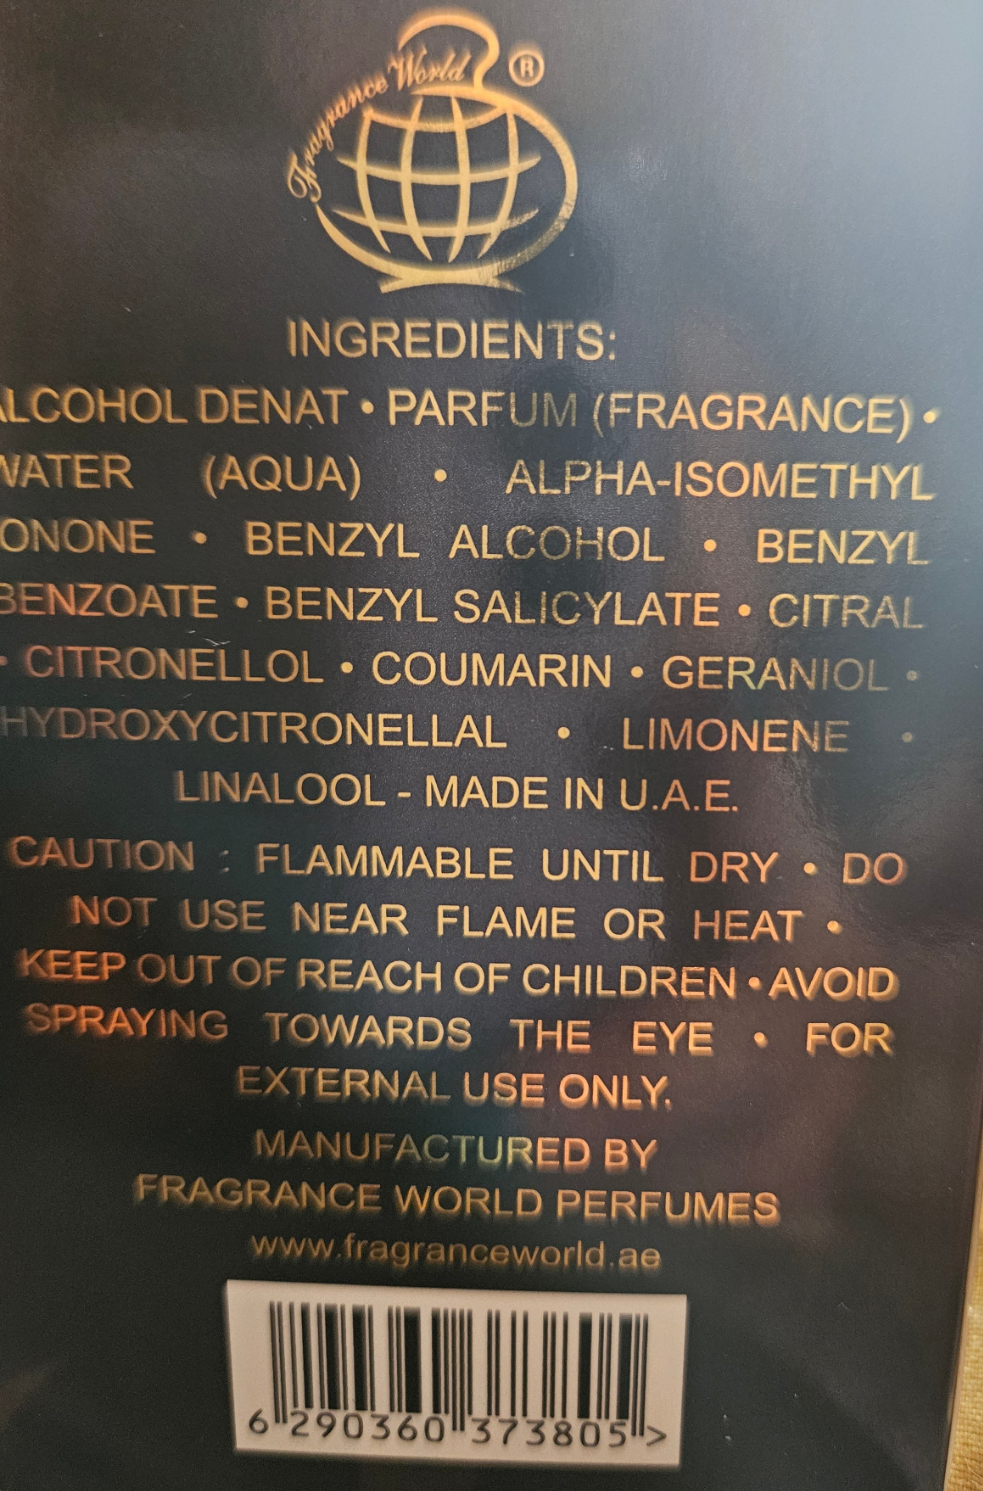 Fragrance World ®
INGREDIENTS:
ALCOHOL DENAT • PARFUM (FRAGRANCE) •
WATER (AQUA) • ALPHA-ISOMETHYL
IONONE • BENZYL ALCOHOL • BENZYL
BENZOATE • BENZYL SALICYLATE • CITRAL
• CITRONELLOL • COUMARIN • GERANIOL •
HYDROXYCITRONELLAL • LIMONENE •
LINALOOL - MADE IN U.A.E.
CAUTION : FLAMMABLE UNTIL DRY • DO
NOT USE NEAR FLAME OR HEAT •
KEEP OUT OF REACH OF CHILDREN • AVOID
SPRAYING TOWARDS THE EYE • FOR
EXTERNAL USE ONLY.
MANUFACTURED BY
FRAGRANCE WORLD PERFUMES
www.fragranceworld.ae
6 290360 373805 >